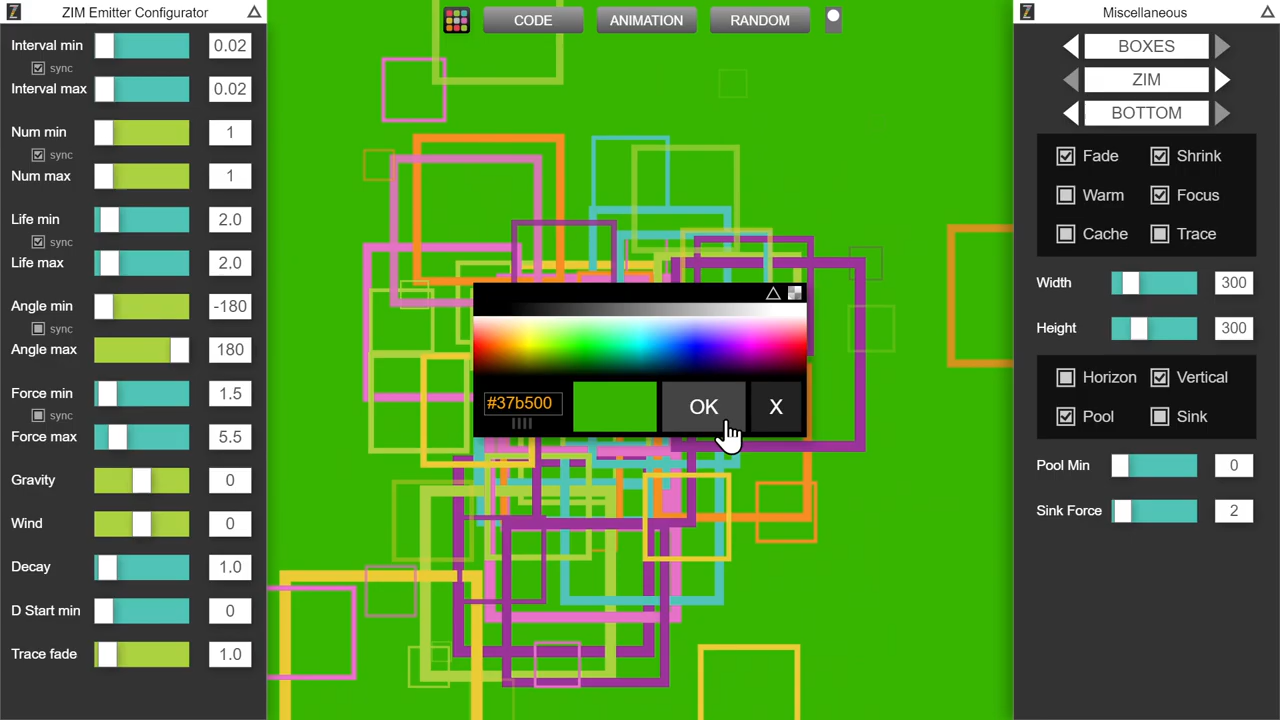 ZIM Emitter Configurator
Interval min 0.02
sync
Interval max 0.02
Num min 1
sync
Num max 1
Life min 2.0
sync
Life max 2.0
Angle min -180
sync
Angle max 180
Force min 1.5
sync
Force max 5.5
Gravity 0
Wind 0
Decay 1.0
D Start min 0
Trace fade 1.0
CODE ANIMATION RANDOM
#37b500 OK X
Miscellaneous
BOXES
ZIM
BOTTOM
Fade Shrink
Warm Focus
Cache Trace
Width 300
Height 300
Horizon Vertical
Pool Sink
Pool Min 0
Sink Force 2